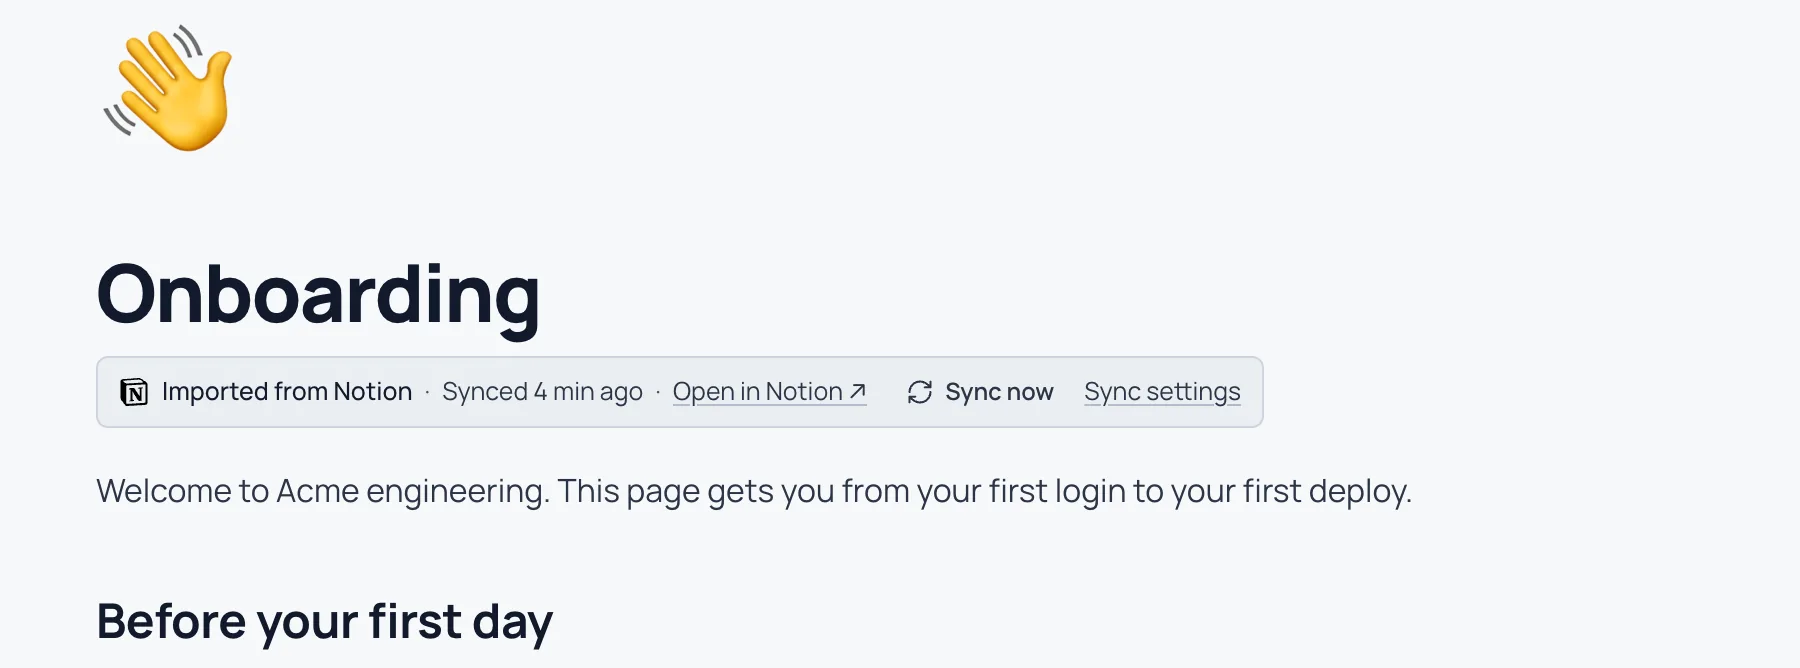 Onboarding
Imported from Notion · Synced 4 min ago · Open in Notion ↗ Sync now Sync settings
Welcome to Acme engineering. This page gets you from your first login to your first deploy.
Before your first day